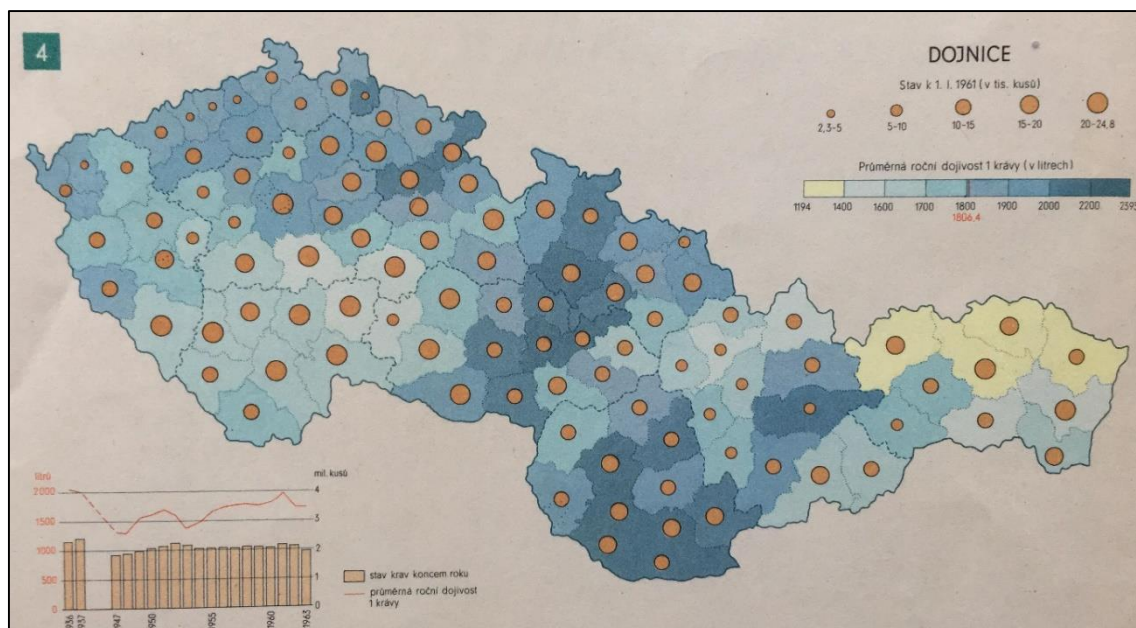 4
DOJNICE
Stav k 1. I. 1961 (v tis. kusů)
2,3-5 5-10 10-15 15-20 20-24,8
Průměrná roční dojivost 1 krávy (v litrech)
1194 1400 1600 1700 1800 1900 2000 2200 2395
1806,4
litrů mil. kusů
2000 4
1500 3
1000 2
500 1
0 0
1936 1937 1947 1950 1955 1960 1963
stav krav koncem roku
průměrná roční dojivost
1 krávy